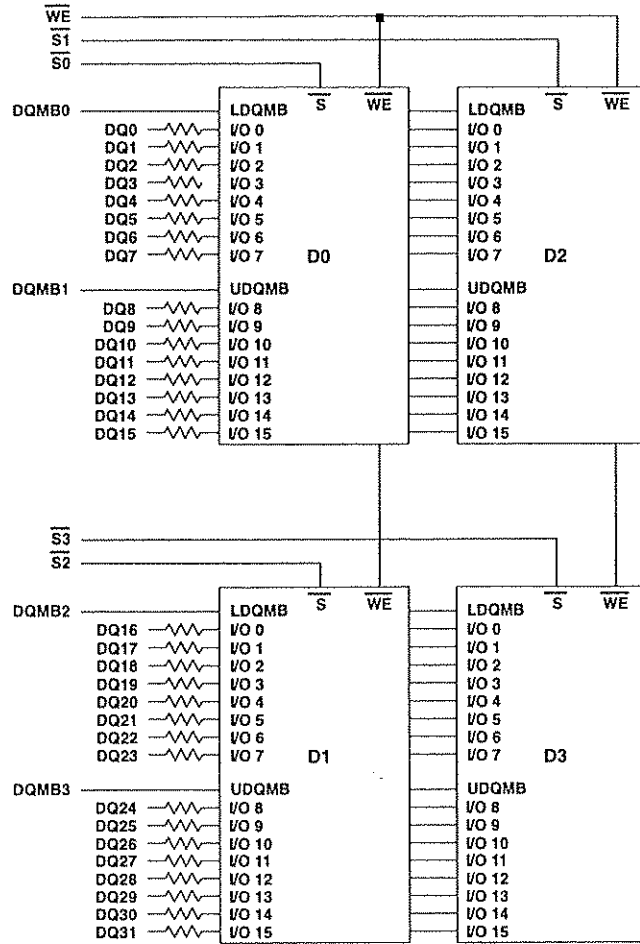 WE
S1
S0
DQMB0 LDQMB S WE LDQMB S WE
DQ0 I/O 0 I/O 0
DQ1 I/O 1 I/O 1
DQ2 I/O 2 I/O 2
DQ3 I/O 3 I/O 3
DQ4 I/O 4 I/O 4
DQ5 I/O 5 I/O 5
DQ6 I/O 6 I/O 6
DQ7 I/O 7 D0 I/O 7 D2
DQMB1 UDQMB UDQMB
DQ8 I/O 8 I/O 8
DQ9 I/O 9 I/O 9
DQ10 I/O 10 I/O 10
DQ11 I/O 11 I/O 11
DQ12 I/O 12 I/O 12
DQ13 I/O 13 I/O 13
DQ14 I/O 14 I/O 14
DQ15 I/O 15 I/O 15
S3
S2
DQMB2 LDQMB S WE LDQMB S WE
DQ16 I/O 0 I/O 0
DQ17 I/O 1 I/O 1
DQ18 I/O 2 I/O 2
DQ19 I/O 3 I/O 3
DQ20 I/O 4 I/O 4
DQ21 I/O 5 I/O 5
DQ22 I/O 6 I/O 6
DQ23 I/O 7 D1 I/O 7 D3
DQMB3 UDQMB UDQMB
DQ24 I/O 8 I/O 8
DQ25 I/O 9 I/O 9
DQ26 I/O 10 I/O 10
DQ27 I/O 11 I/O 11
DQ28 I/O 12 I/O 12
DQ29 I/O 13 I/O 13
DQ30 I/O 14 I/O 14
DQ31 I/O 15 I/O 15